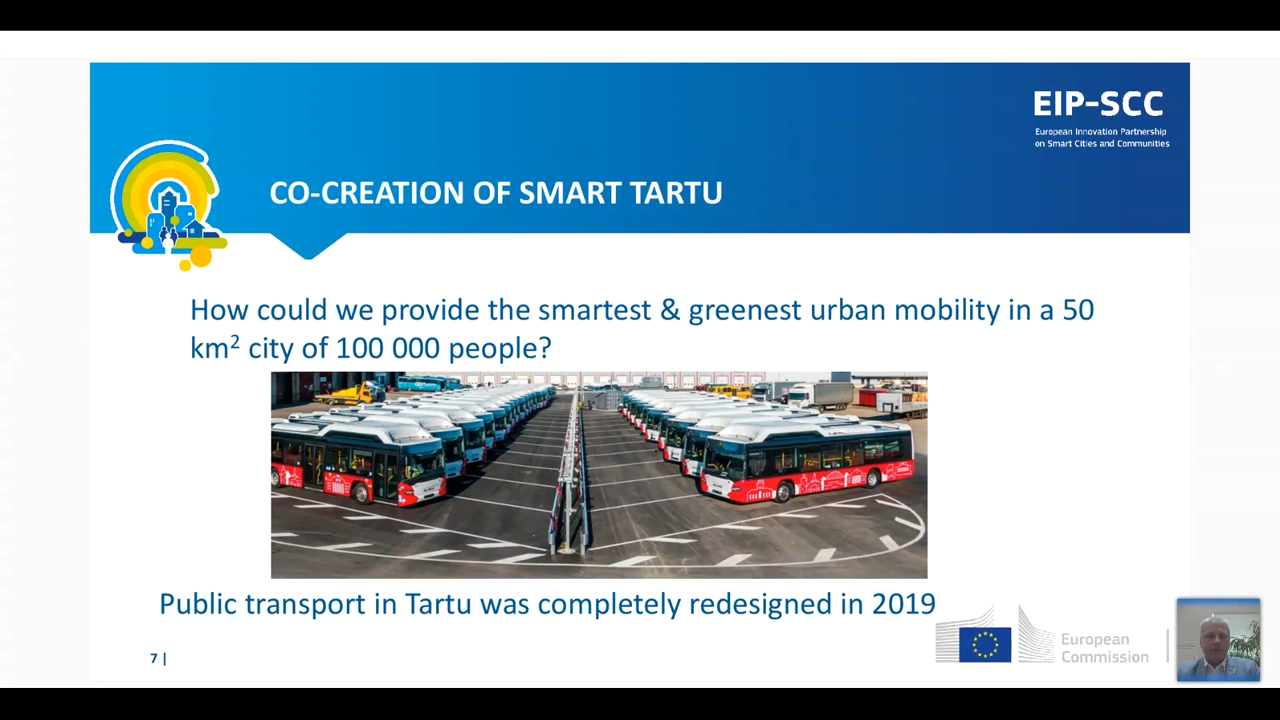 EIP-SCC
European Innovation Partnership
on Smart Cities and Communities
CO-CREATION OF SMART TARTU
How could we provide the smartest & greenest urban mobility in a 50
km² city of 100 000 people?
Public transport in Tartu was completely redesigned in 2019
European
Commission
7 |